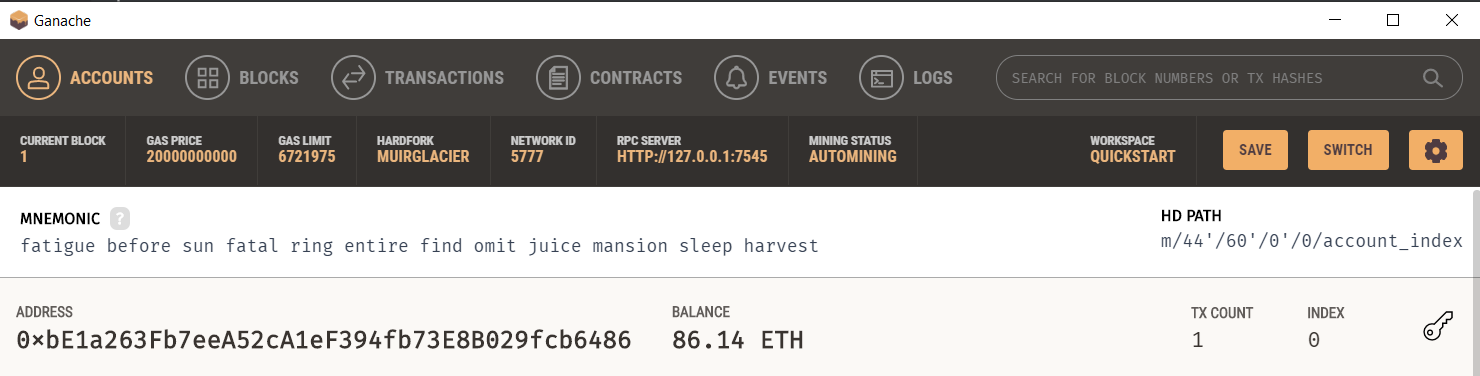 Ganache
ACCOUNTS BLOCKS TRANSACTIONS CONTRACTS EVENTS LOGS SEARCH FOR BLOCK NUMBERS OR TX HASHES
CURRENT BLOCK GAS PRICE GAS LIMIT HARDFORK NETWORK ID RPC SERVER MINING STATUS WORKSPACE
1 20000000000 6721975 MUIRGLACIER 5777 HTTP://127.0.0.1:7545 AUTOMINING QUICKSTART SAVE SWITCH
MNEMONIC ? HD PATH
fatigue before sun fatal ring entire find omit juice mansion sleep harvest m/44'/60'/0'/0/account_index
ADDRESS BALANCE TX COUNT INDEX
0×bE1a263Fb7eeA52cA1eF394fb73E8B029fcb6486 86.14 ETH 1 0